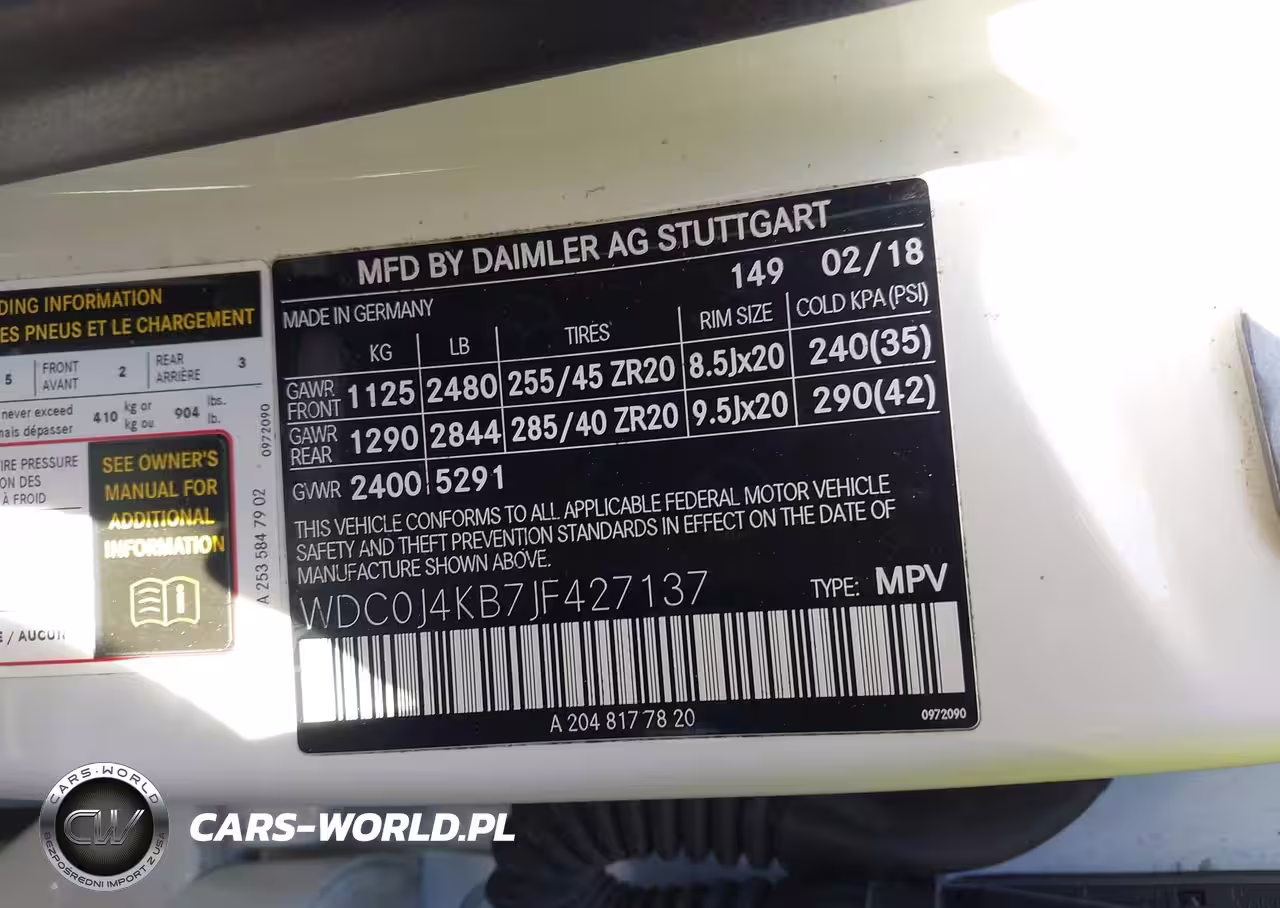 DING INFORMATION
ES PNEUS ET LE CHARGEMENT
5 FRONT AVANT 2 REAR ARRIÈRE 3
never exceed 410 kg or 904 lbs.
mais dépasser kg ou lb.
IRE PRESSURE
ON DES
À FROID
SEE OWNER'S
MANUAL FOR
ADDITIONAL
INFORMATION
E / AUCUN
A 253 584 79 02 0972090
MFD BY DAIMLER AG STUTTGART
149 02/18
MADE IN GERMANY
KG LB TIRES RIM SIZE COLD KPA(PSI)
GAWR FRONT 1125 2480 255/45 ZR20 8.5Jx20 240(35)
GAWR REAR 1290 2844 285/40 ZR20 9.5Jx20 290(42)
GVWR 2400 5291
THIS VEHICLE CONFORMS TO ALL APPLICABLE FEDERAL MOTOR VEHICLE
SAFETY AND THEFT PREVENTION STANDARDS IN EFFECT ON THE DATE OF
MANUFACTURE SHOWN ABOVE.
WDC0J4KB7JF427137 TYPE: MPV
A 204 817 78 20
0972090
CARS-WORLD
CW
BEZPOŚREDNI IMPORT Z USA
CARS-WORLD.PL